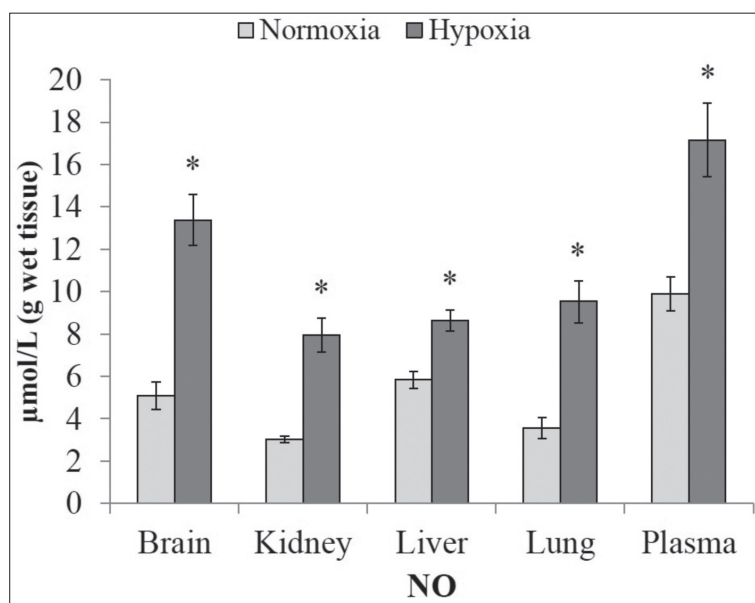 Normoxia Hypoxia
µmol/L (g wet tissue)
20
18
16
14
12
10
8
6
4
2
0
* * * * *
Brain Kidney Liver Lung Plasma
NO